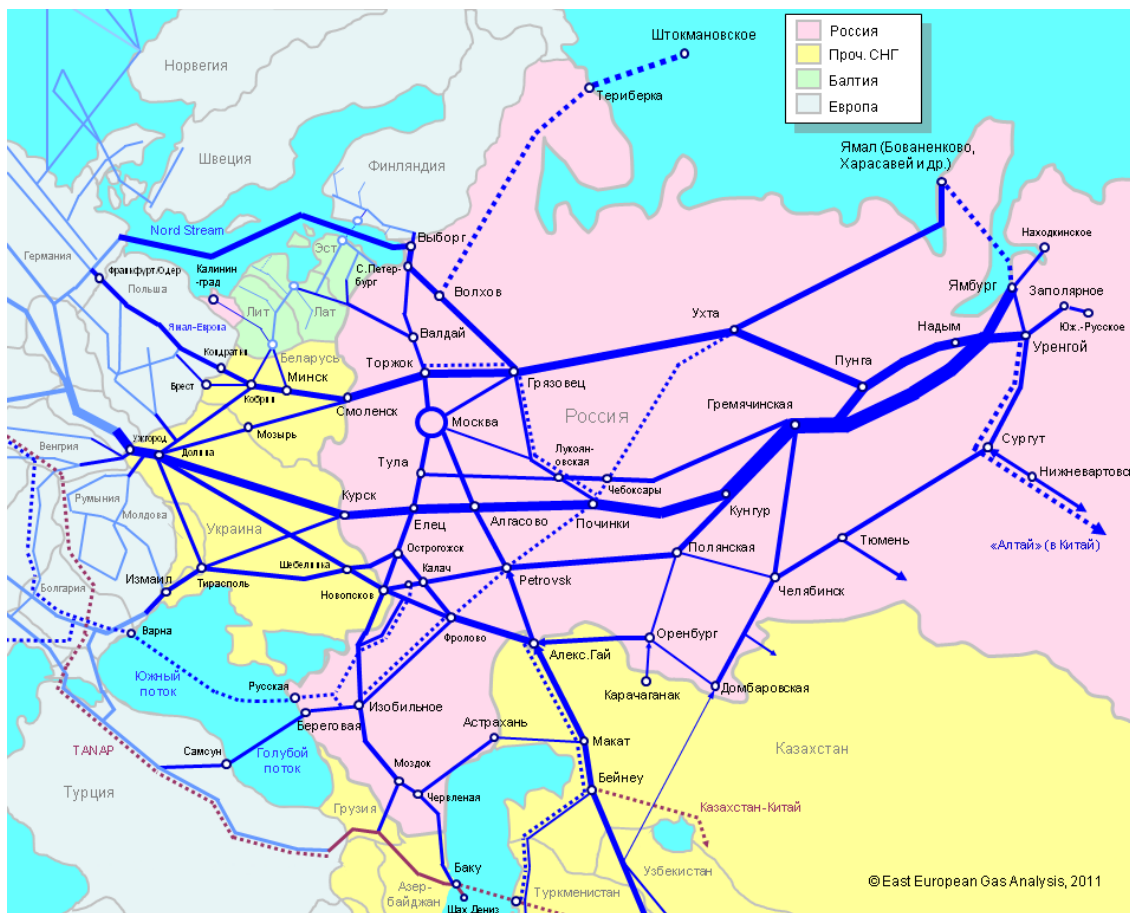 Штокмановское
Россия
Проч. СНГ
Балтия
Европа
Норвегия
Териберка
Ямал (Бованенково,
Харасавей и др.)
Швеция
Финляндия
Nord Stream
Выборг
Находкинское
Эст
Германия
Франкфурт/Одер
Польша
Калинин
-град
С.Петер-
бург
Волхов
Ямбург
Заполярное
Лит
Лат
Ухта
Надым
Юж.-Русское
Ямал-Европа
Валдай
Уренгой
Кондратки
Беларусь
Торжок
Пунга
Брест
Минск
Грязовец
Кобрин
Смоленск
Россия
Гремячинская
Москва
Ужгород
Мозырь
Венгрия
Долина
Тула
Лукоя-
новская
Сургут
Чебоксары
Нижневартовск
Румыния
Курск
Молдова
Украина
Елец
Алгасово
Починки
Кунгур
Тюмень
«Алтай» (в Китай)
Острогожск
Полянская
Измаил
Тирасполь
Шебелинка
Калач
Petrovsk
Челябинск
Болгария
Новопсков
Варна
Фролово
Оренбург
Алекс.Гай
Южный
поток
Русская
Карачаганак
Домбаровская
Изобильное
Береговая
Астрахань
TANAP
Самсун
Голубой
поток
Макат
Казахстан
Моздок
Бейнеу
Турция
Червленая
Грузия
Казахстан-Китай
Баку
Узбекистан
Азер-
байджан
Шах Дениз
Туркменистан
© East European Gas Analysis, 2011